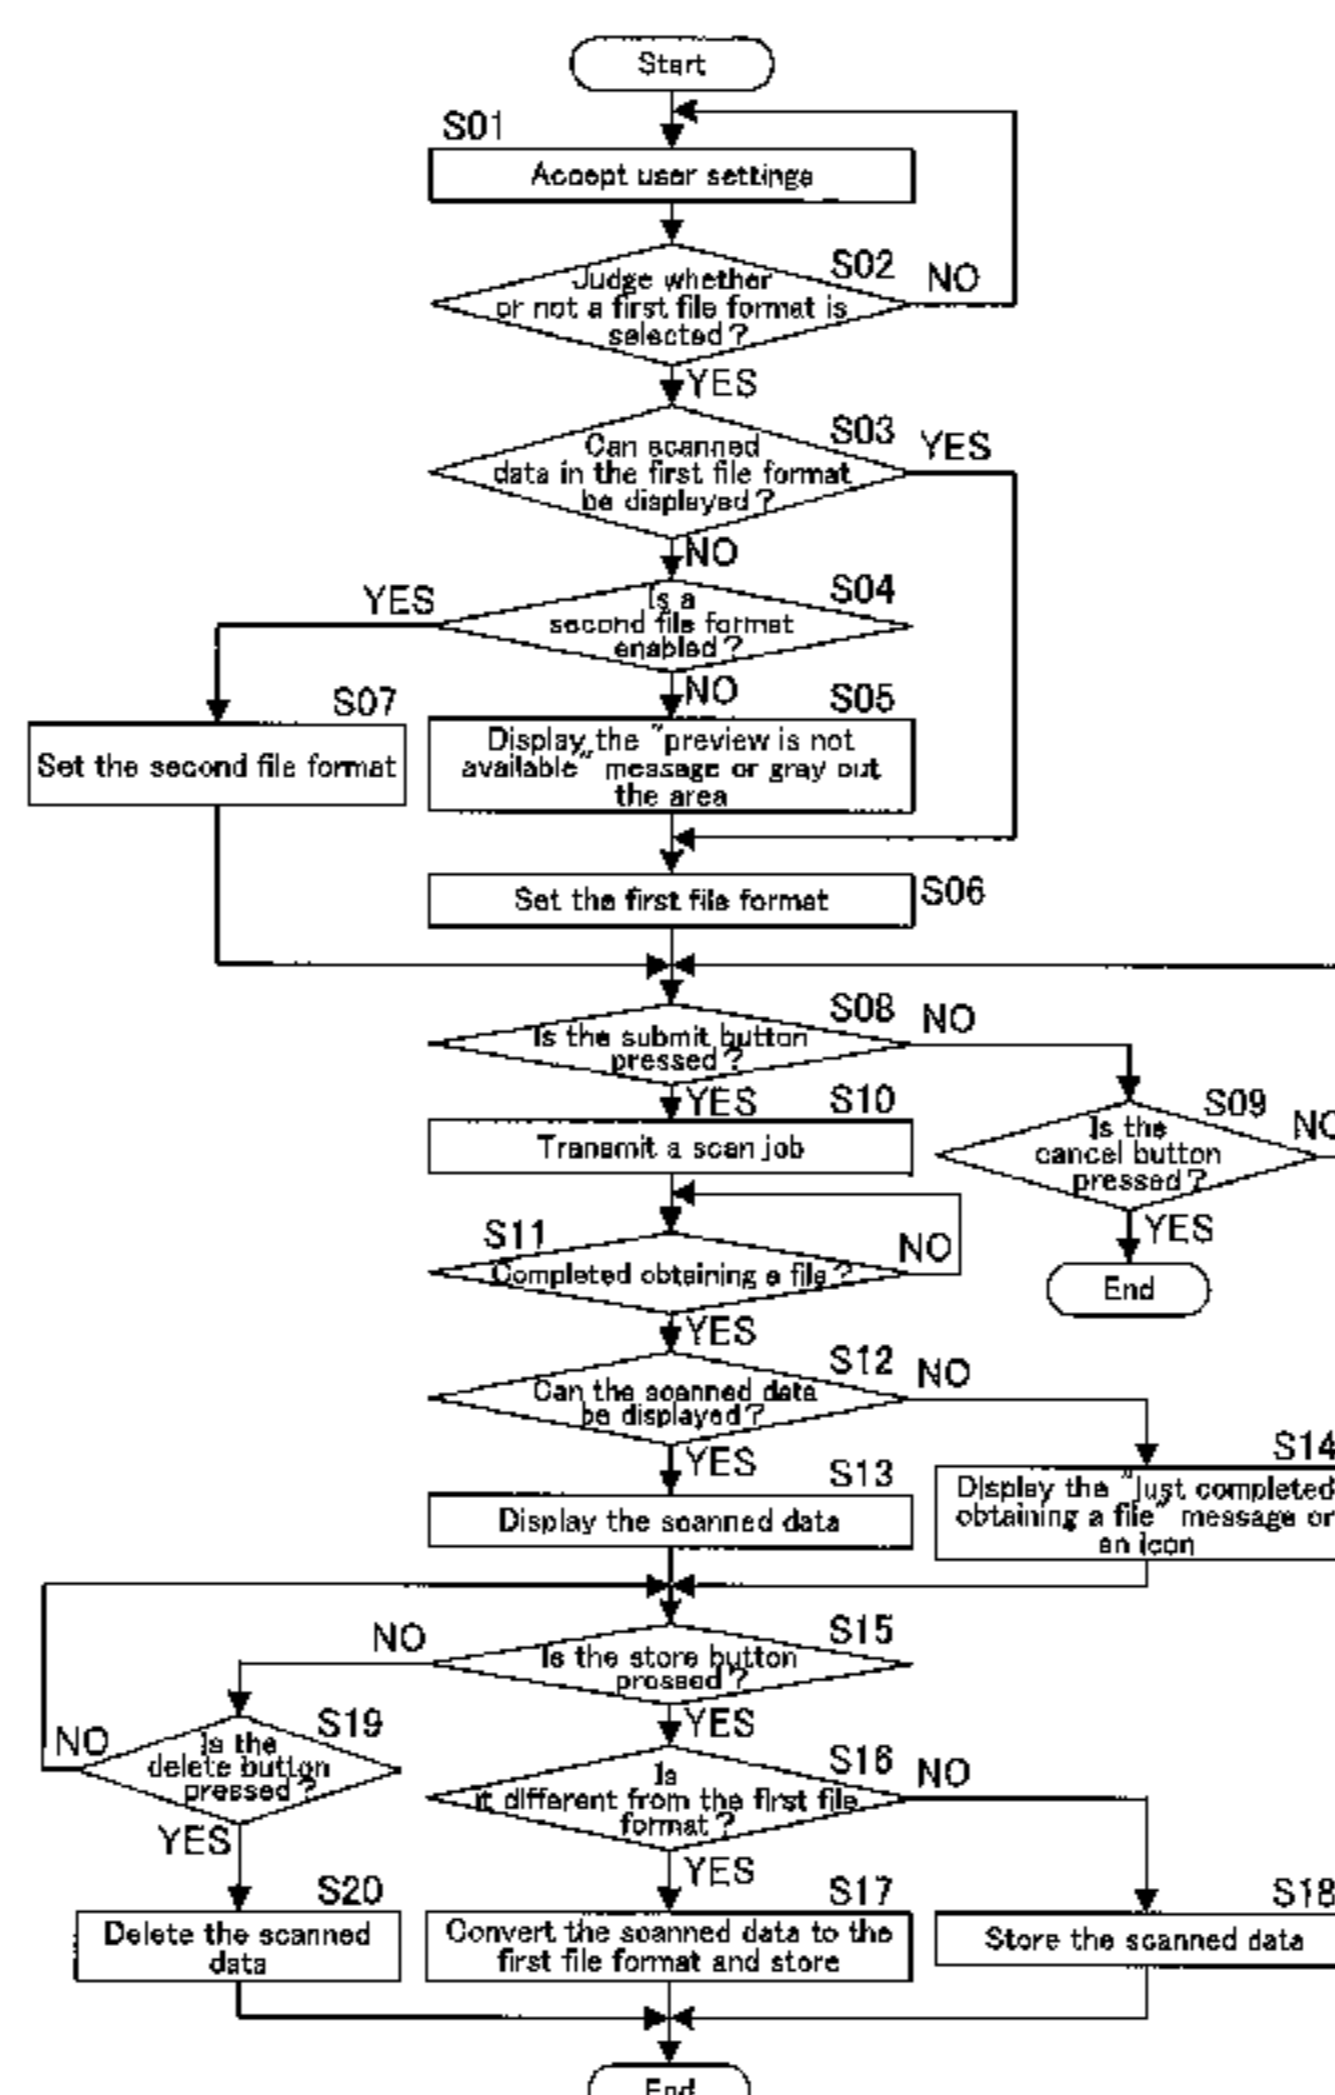 Start
S01
Accept user settings
S02
NO
Judge whether
or not a first file format is
selected?
YES
S03
YES
Can scanned
data in the first file format
be displayed?
NO
S04
YES
Is a
second file format
enabled?
NO
S07
S05
Set the second file format
Display the "preview is not
available" message or gray out
the area
Set the first file format
S06
S08
NO
Is the submit button
pressed?
YES
S10
S09
NO
Transmit a scan job
Is the
cancel button
pressed?
YES
S11
NO
Completed obtaining a file?
End
YES
S12
NO
Can the scanned data
be displayed?
YES
S13
S14
Display the scanned data
Display the "Just completed
obtaining a file" message or
an icon
S15
NO
Is the store button
pressed?
YES
S19
NO
Is the
delete button
pressed?
YES
S16
NO
Is
it different from the first file
format?
YES
S20
S17
S18
Delete the scanned
data
Convert the scanned data to the
first file format and store
Store the scanned data
End